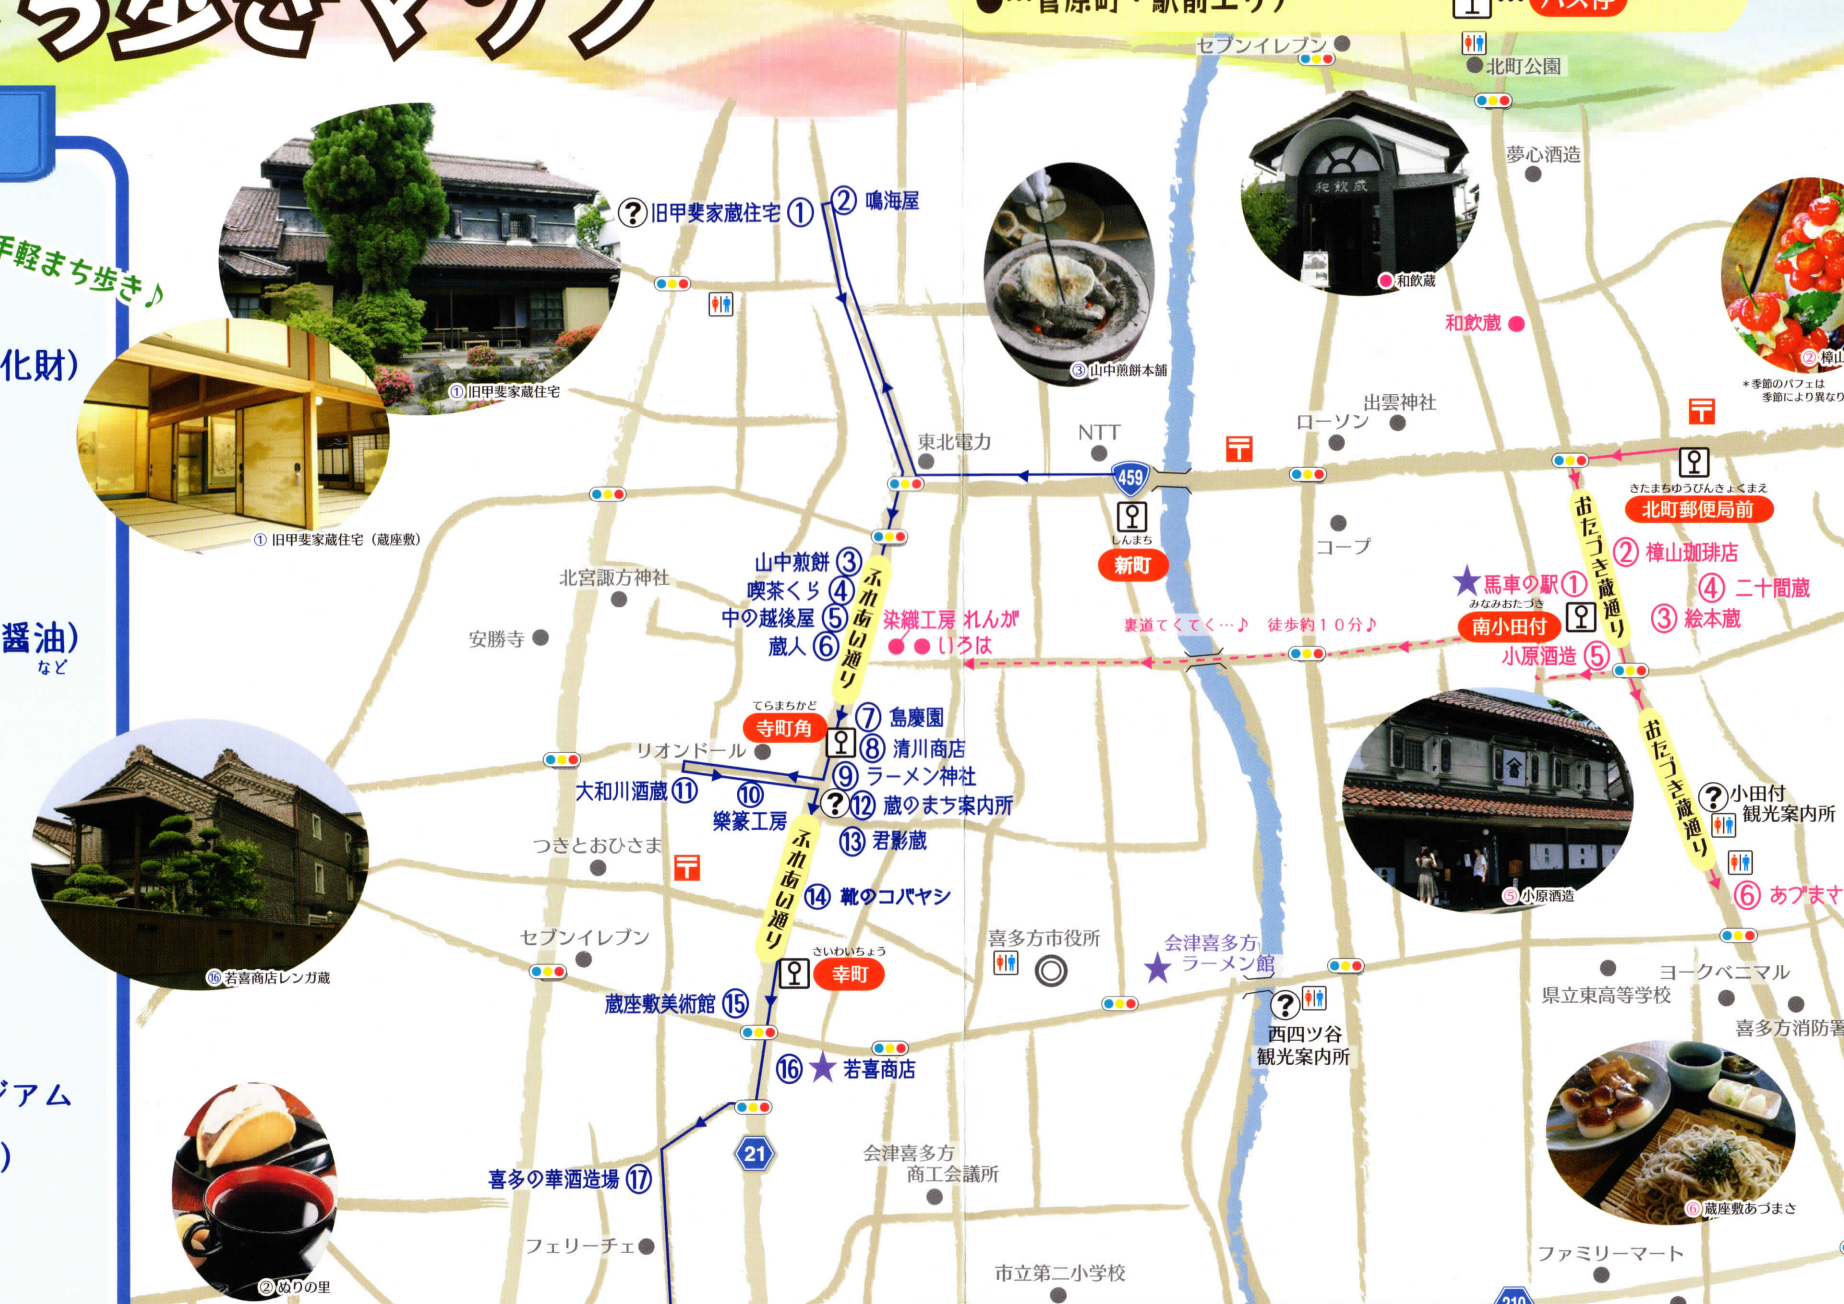 ち歩きマップ
●…菅原町・駅前エリア
…バス停
セブンイレブン
北町公園
夢心酒造
手軽まち歩き♪
?旧甲斐家蔵住宅①
②鳴海屋
和飲蔵
●和飲蔵
和飲蔵
③山中煎餅本舗
②樟山
*季節のパフェは
季節により異なり
化財)
①旧甲斐家蔵住宅
①旧甲斐家蔵住宅(蔵座敷)
東北電力
NTT
459
ローソン
出雲神社
きたまちゆうびんきょくまえ
北町郵便局前
しんまち
新町
コープ
おたづき蔵通り
②樟山珈琲店
馬車の駅①
④二十間蔵
③絵本蔵
みなみおたづき
南小田付
小原酒造⑤
山中煎餅③
喫茶くら④
中の越後屋⑤
蔵人⑥
ふれあい通り
染織工房 れんが
いろは
裏道てくてく…♪ 徒歩約10分♪
北宮諏方神社
安勝寺
醤油)
など
てらまちかど
寺町角
⑦島慶園
⑧清川商店
⑨ラーメン神社
リオンドール
大和川酒蔵⑪
⑩
樂篆工房
?⑫蔵のまち案内所
⑬君影蔵
⑭靴のコバヤシ
ふれあい通り
つきとおひさま
セブンイレブン
さいわいちょう
幸町
蔵座敷美術館⑮
⑯若喜商店
⑯若喜商店レンガ蔵
おたづき蔵通り
?小田付
観光案内所
⑤小原酒造
⑥あづまさ
喜多方市役所
会津喜多方
ラーメン館
?
西四ツ谷
観光案内所
ヨークベニマル
県立東高等学校
喜多方消防署
21
喜多の華酒造場⑰
会津喜多方
商工会議所
フェリーチェ
市立第二小学校
ファミリーマート
⑥蔵座敷あづまさ
ジアム
)
②ぬりの里
210